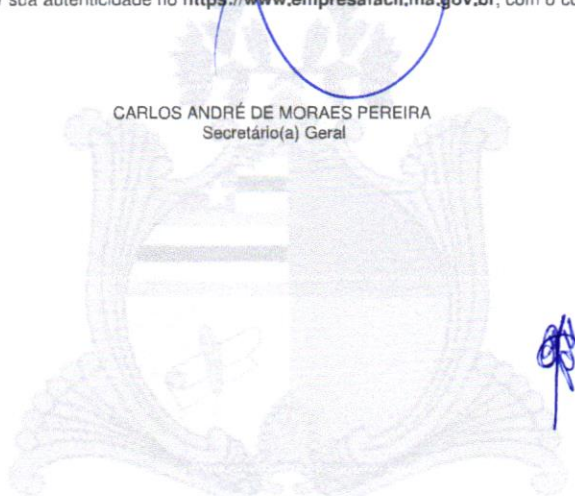 sua autenticidade no https://www.empresafacil.ma.gov.br, com o
CARLOS ANDRÉ DE MORAES PEREIRA
Secretário(a) Geral